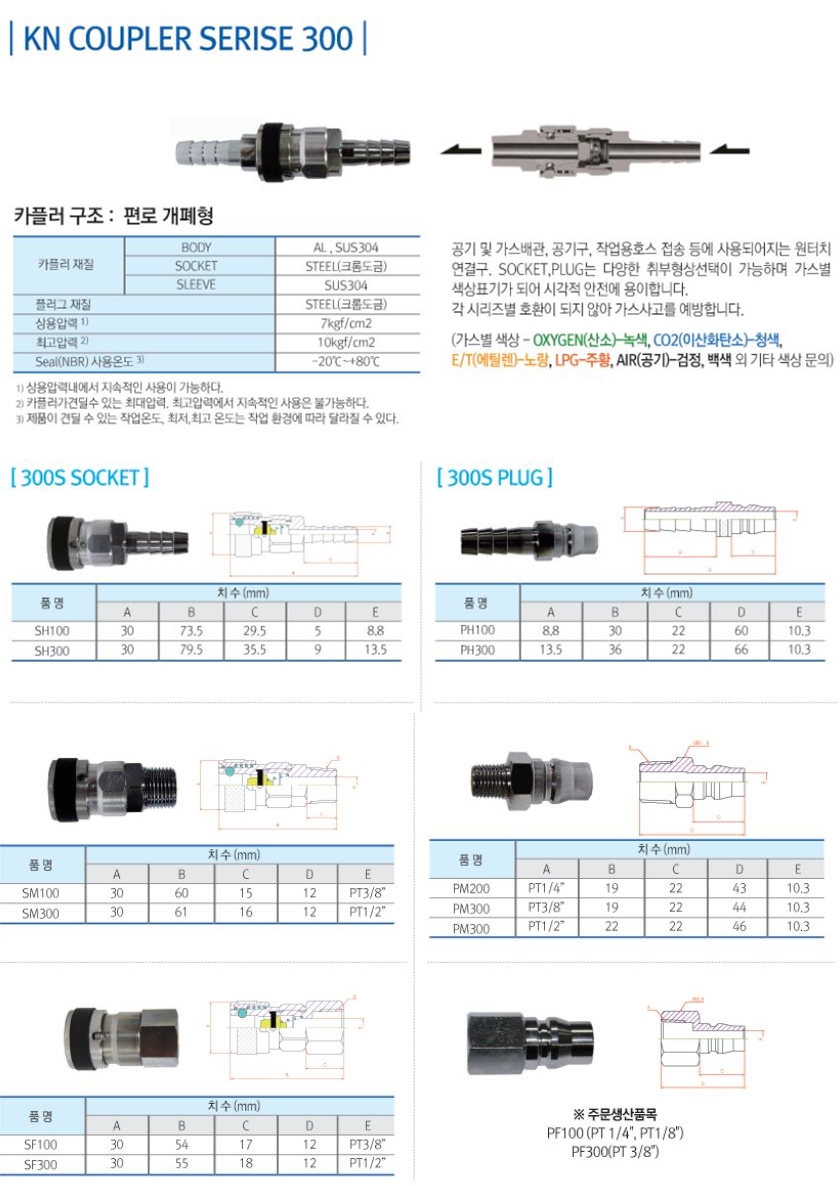 KN COUPLER SERISE 300
카플러 구조 : 편로 개폐형
카플러 재질 BODY AL , SUS304
SOCKET STEEL(크롬도금)
SLEEVE SUS304
플러그 재질 STEEL(크롬도금)
상용압력 1) 7kgf/cm2
최고압력 2) 10kgf/cm2
Seal(NBR) 사용온도 3) -20℃~+80℃
1) 상용압력내에서 지속적인 사용이 가능하다.
2) 카플러가견딜수 있는 최대압력. 최고압력에서 지속적인 사용은 불가능하다.
3) 제품이 견딜 수 있는 작업온도, 최저,최고 온도는 작업 환경에 따라 달라질 수 있다.
공기 및 가스배관, 공기구, 작업용호스 접송 등에 사용되어지는 원터치
연결구. SOCKET,PLUG는 다양한 취부형상선택이 가능하며 가스별
색상표기가 되어 시각적 안전에 용이합니다.
각 시리즈별 호환이 되지 않아 가스사고를 예방합니다.
(가스별 색상 - OXYGEN(산소)-녹색, CO2(이산화탄소)-청색,
E/T(에틸렌)-노랑, LPG-주황, AIR(공기)-검정, 백색 외 기타 색상 문의)
[ 300S SOCKET ]
품 명 치 수 (mm)
A B C D E
SH100 30 73.5 29.5 5 8.8
SH300 30 79.5 35.5 9 13.5
[ 300S PLUG ]
품 명 치 수 (mm)
A B C D E
PH100 8.8 30 22 60 10.3
PH300 13.5 36 22 66 10.3
품 명 치 수 (mm)
A B C D E
SM100 30 60 15 12 PT3/8"
SM300 30 61 16 12 PT1/2"
품 명 치 수 (mm)
A B C D E
PM200 PT1/4" 19 22 43 10.3
PM300 PT3/8" 19 22 44 10.3
PM300 PT1/2" 22 22 46 10.3
품 명 치 수 (mm)
A B C D E
SF100 30 54 17 12 PT3/8"
SF300 30 55 18 12 PT1/2"
※ 주문생산품목
PF100 (PT 1/4", PT1/8")
PF300(PT 3/8")